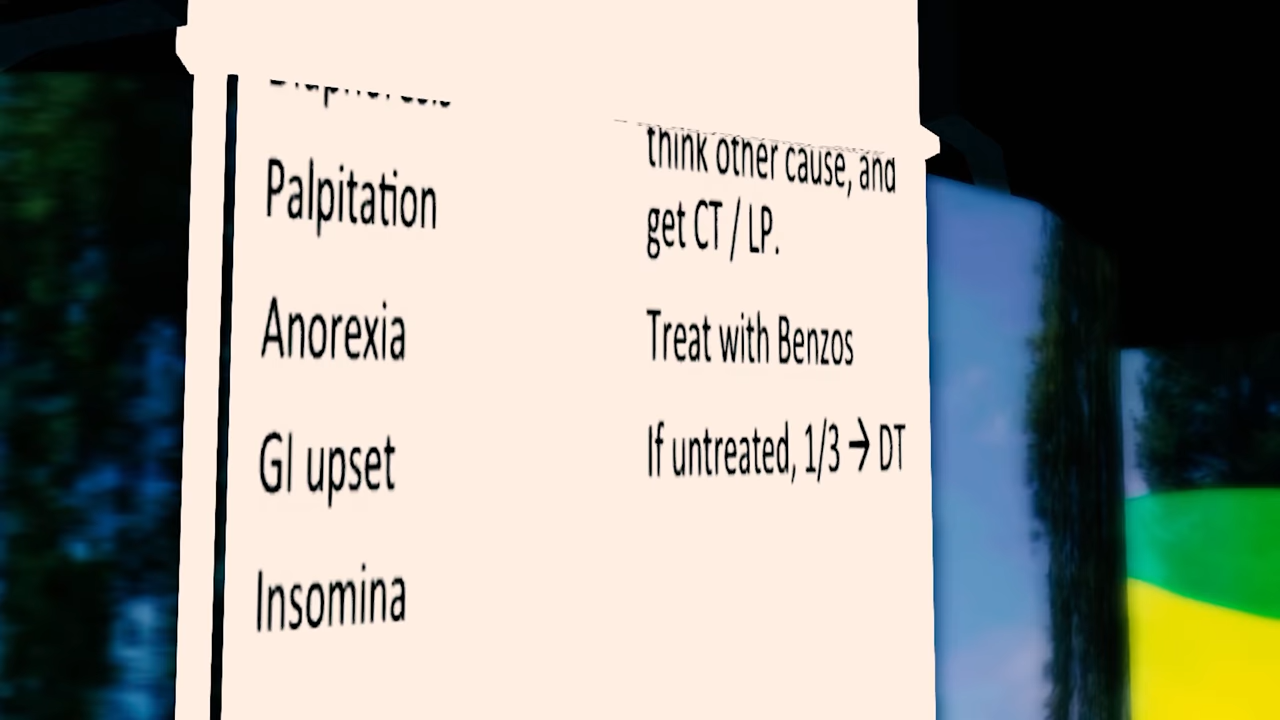 Palpitation
Anorexia
GI upset
Insomina
think other cause, and
get CT / LP.
Treat with Benzos
If untreated, 1/3 → DT